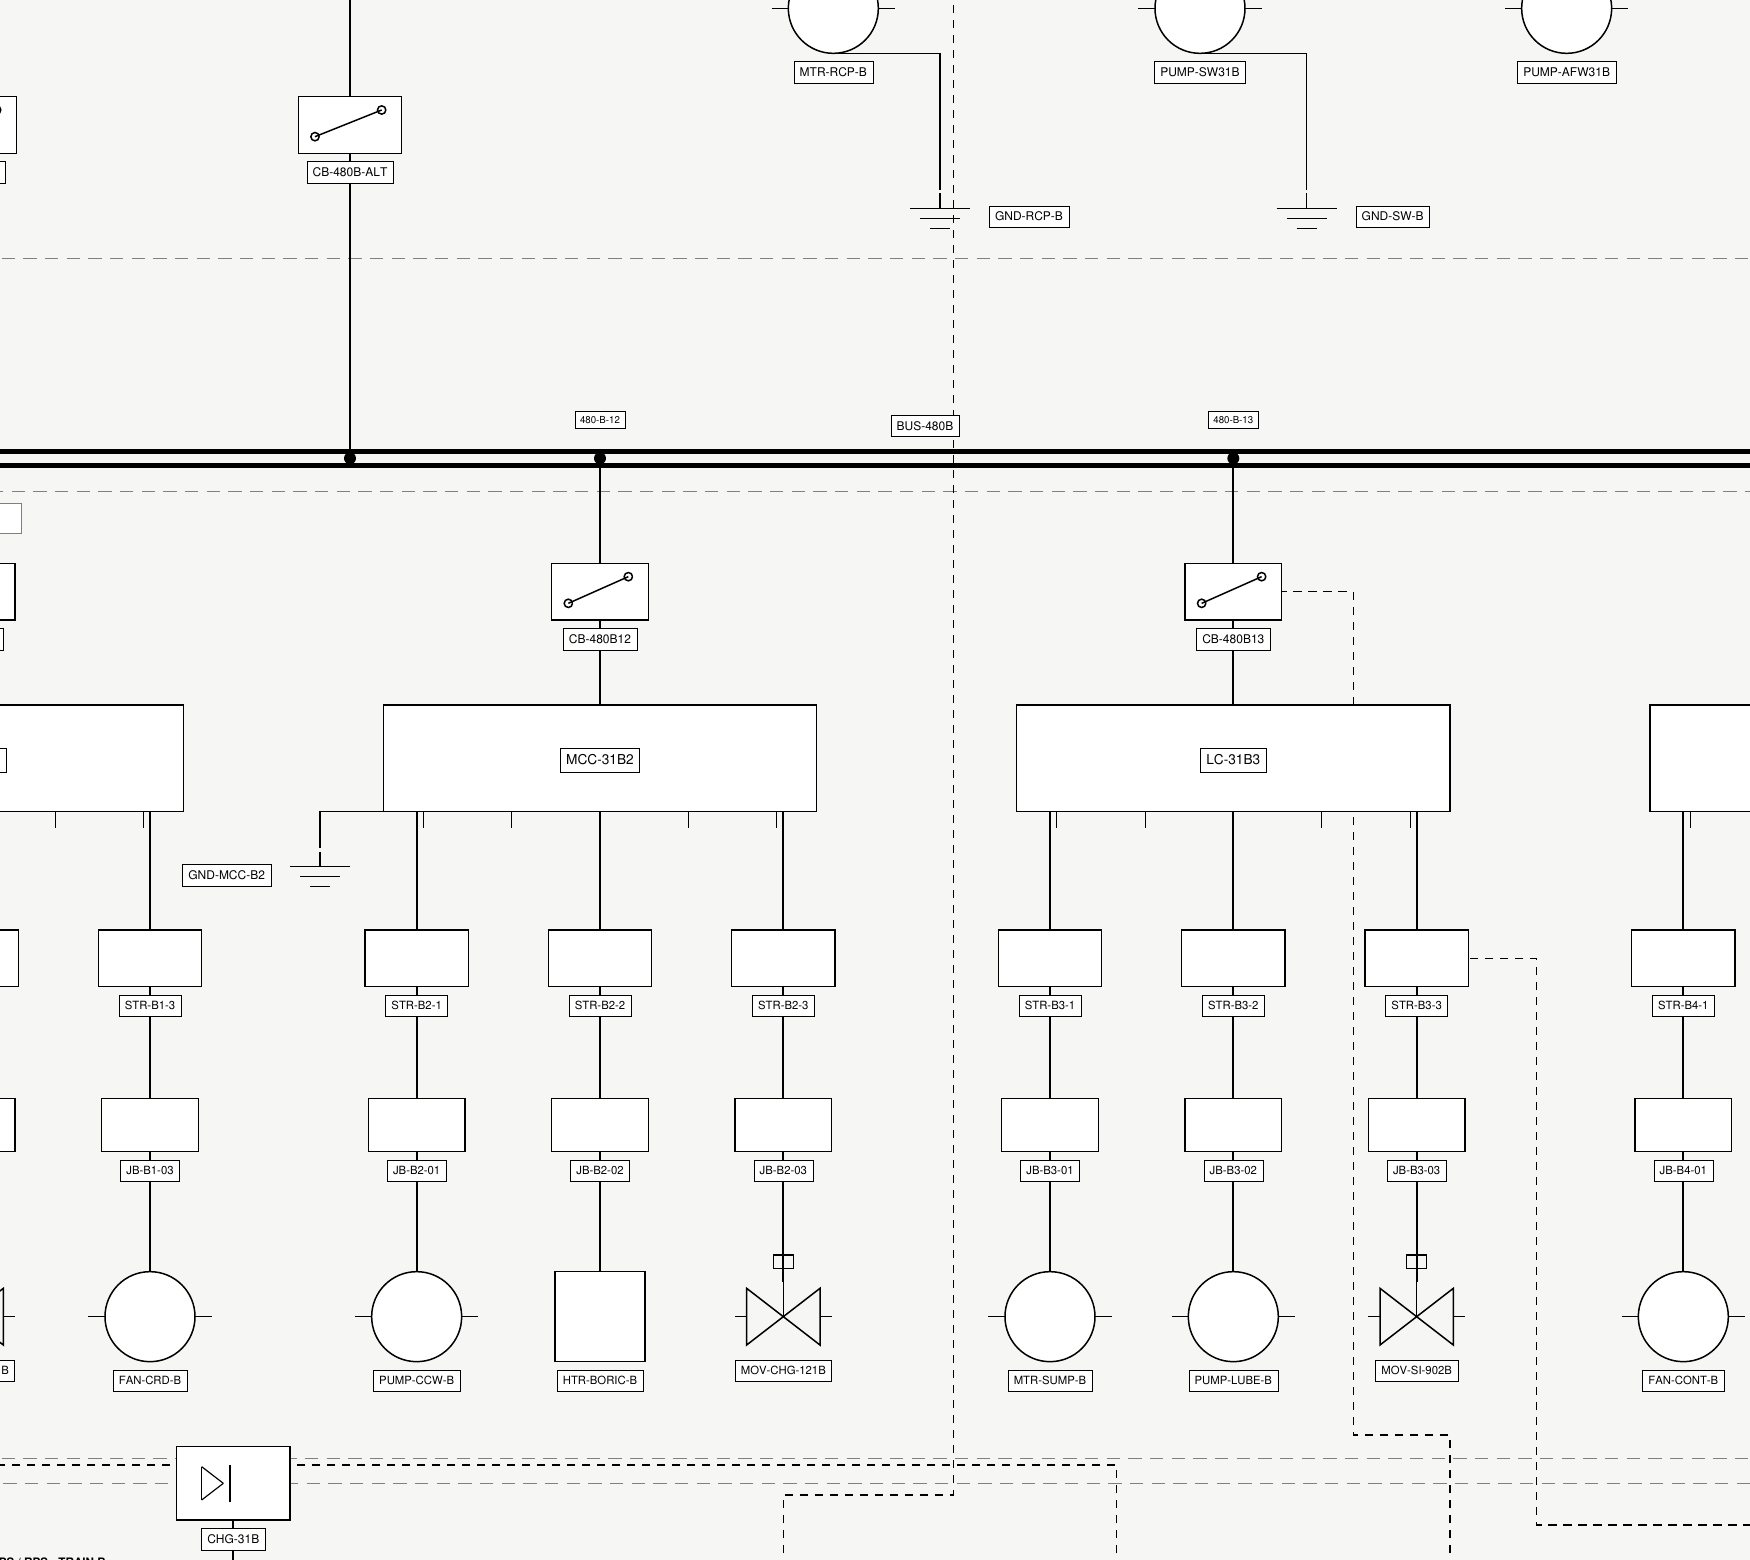 MTR-RCP-B
PUMP-SW31B
PUMP-AFW31B
CB-480B-ALT
GND-RCP-B
GND-SW-B
480-B-12
BUS-480B
480-B-13
CB-480B12
CB-480B13
MCC-31B2
LC-31B3
GND-MCC-B2
STR-B1-3
STR-B2-1
STR-B2-2
STR-B2-3
STR-B3-1
STR-B3-2
STR-B3-3
STR-B4-1
JB-B1-03
JB-B2-01
JB-B2-02
JB-B2-03
JB-B3-01
JB-B3-02
JB-B3-03
JB-B4-01
B
FAN-CRD-B
PUMP-CCW-B
HTR-BORIC-B
MOV-CHG-121B
MTR-SUMP-B
PUMP-LUBE-B
MOV-SI-902B
FAN-CONT-B
CHG-31B